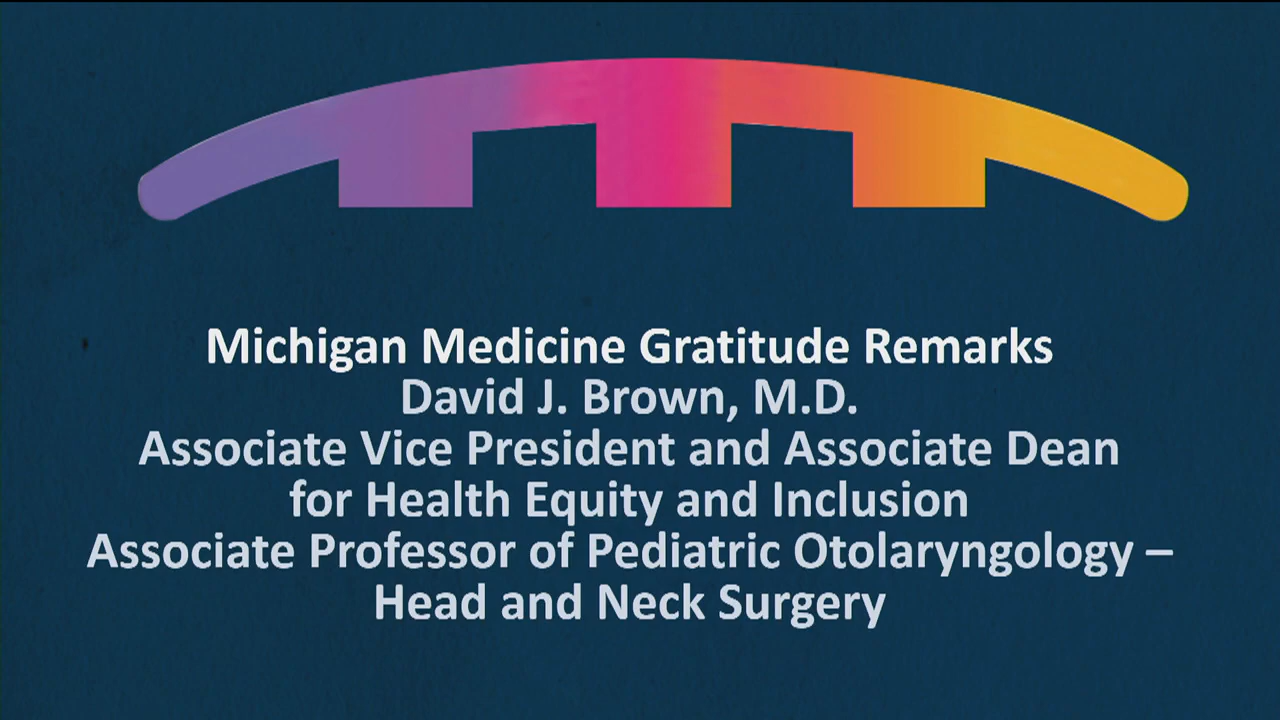 Michigan Medicine Gratitude Remarks
David J. Brown, M.D.
Associate Vice President and Associate Dean
for Health Equity and Inclusion
Associate Professor of Pediatric Otolaryngology –
Head and Neck Surgery